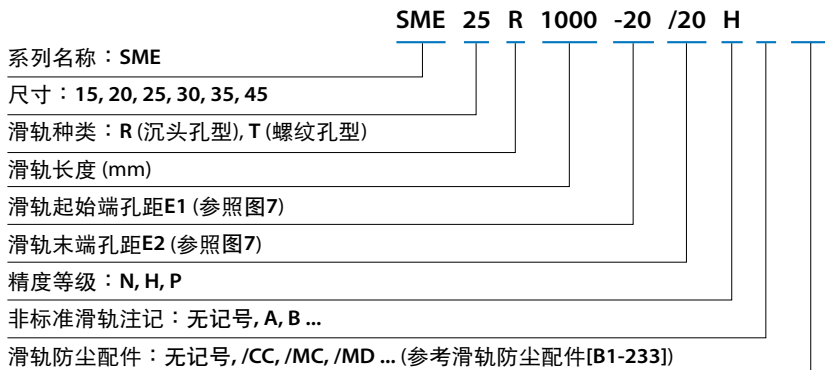 SME 25 R 1000 -20 /20 H
系列名称：SME
尺寸：15, 20, 25, 30, 35, 45
滑轨种类：R (沉头孔型), T (螺纹孔型)
滑轨长度 (mm)
滑轨起始端孔距E1 (参照图7)
滑轨末端孔距E2 (参照图7)
精度等级：N, H, P
非标准滑轨注记：无记号, A, B ...
滑轨防尘配件：无记号, /CC, /MC, /MD ... (参考滑轨防尘配件[B1-233])